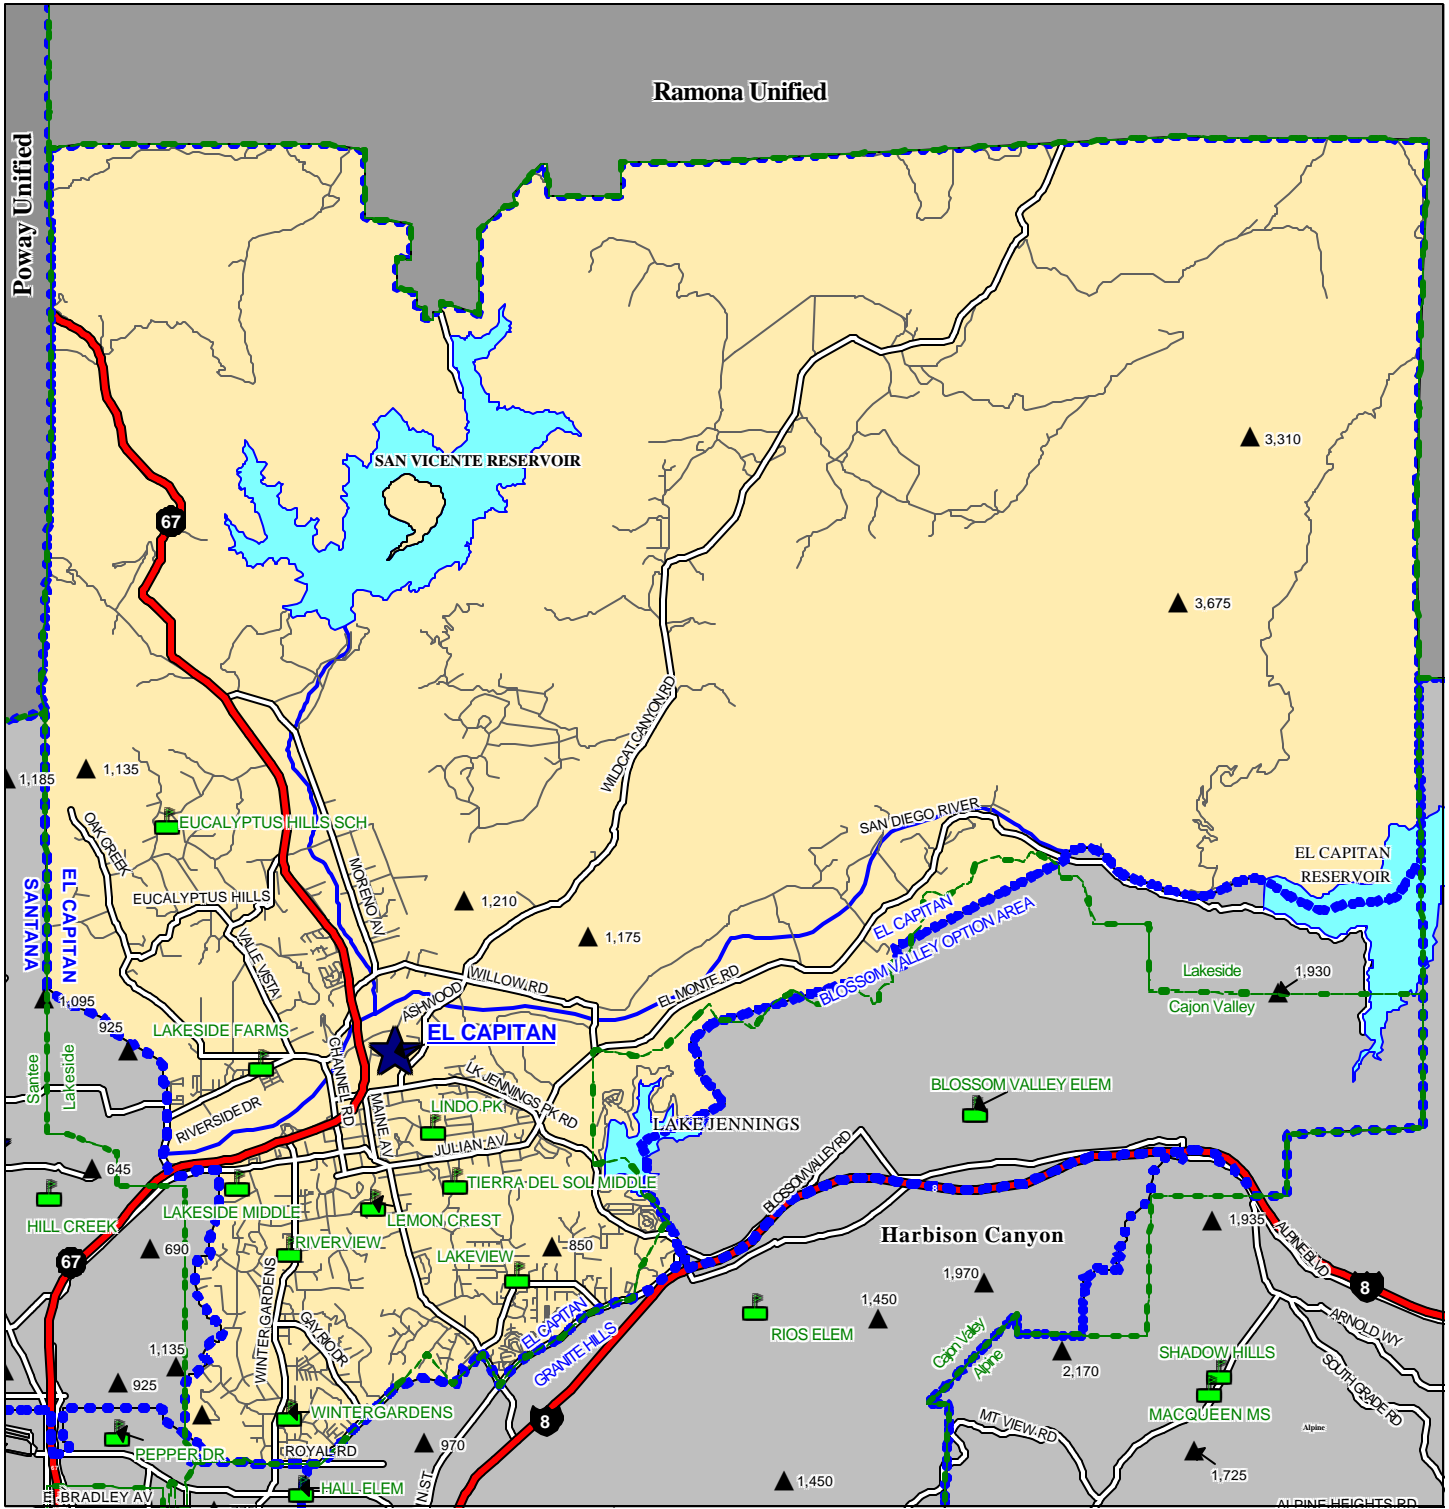 Ramona Unified
Poway Unified
SAN VICENTE RESERVOIR
67
3,310
3,675
WILDCAT CANYON RD
1,185
1,135
OAK CREEK
EUCALYPTUS HILLS SCH
SAN DIEGO RIVER
EL CAPITAN
RESERVOIR
MORENO AV
EUCALYPTUS HILLS
EL CAPITAN
SANTANA
1,210
1,175
VALLE VISTA
EL CAPITAN
BLOSSOM VALLEY OPTION AREA
WILLOW RD
EL MONTE RD
ASHWOOD
Lakeside
Cajon Valley
1,930
1,095
925
LAKESIDE FARMS
EL CAPITAN
Santee
Lakeside
CHANNEL RD
MAINE AV
LK JENNINGS PK RD
LINDO PK
BLOSSOM VALLEY ELEM
RIVERSIDE DR
JULIAN AV
LAKE JENNINGS
BLOSSOM VALLEY RD
645
HILL CREEK
LAKESIDE MIDDLE
TIERRA DEL SOL MIDDLE
LEMON CREST
8
Harbison Canyon
1,935
ALPINE BLVD
67
690
RIVERVIEW
LAKEVIEW
850
WINTER GARDENS
1,970
1,450
8
RIOS ELEM
EL CAPITAN
GRANITE HILLS
GAY RIO DR
Cajon Valley
Alpine
ARNOLD WY
SHADOW HILLS
2,170
SOUTH GRADE RD
1,135
925
WINTERGARDENS
MACQUEEN MS
MT VIEW RD
Alpine
8
PEPPER DR
ROYAL RD
970
1,725
HALL ELEM
1,450
N. ST
E. BRADLEY AV
ALPINE HEIGHTS RD